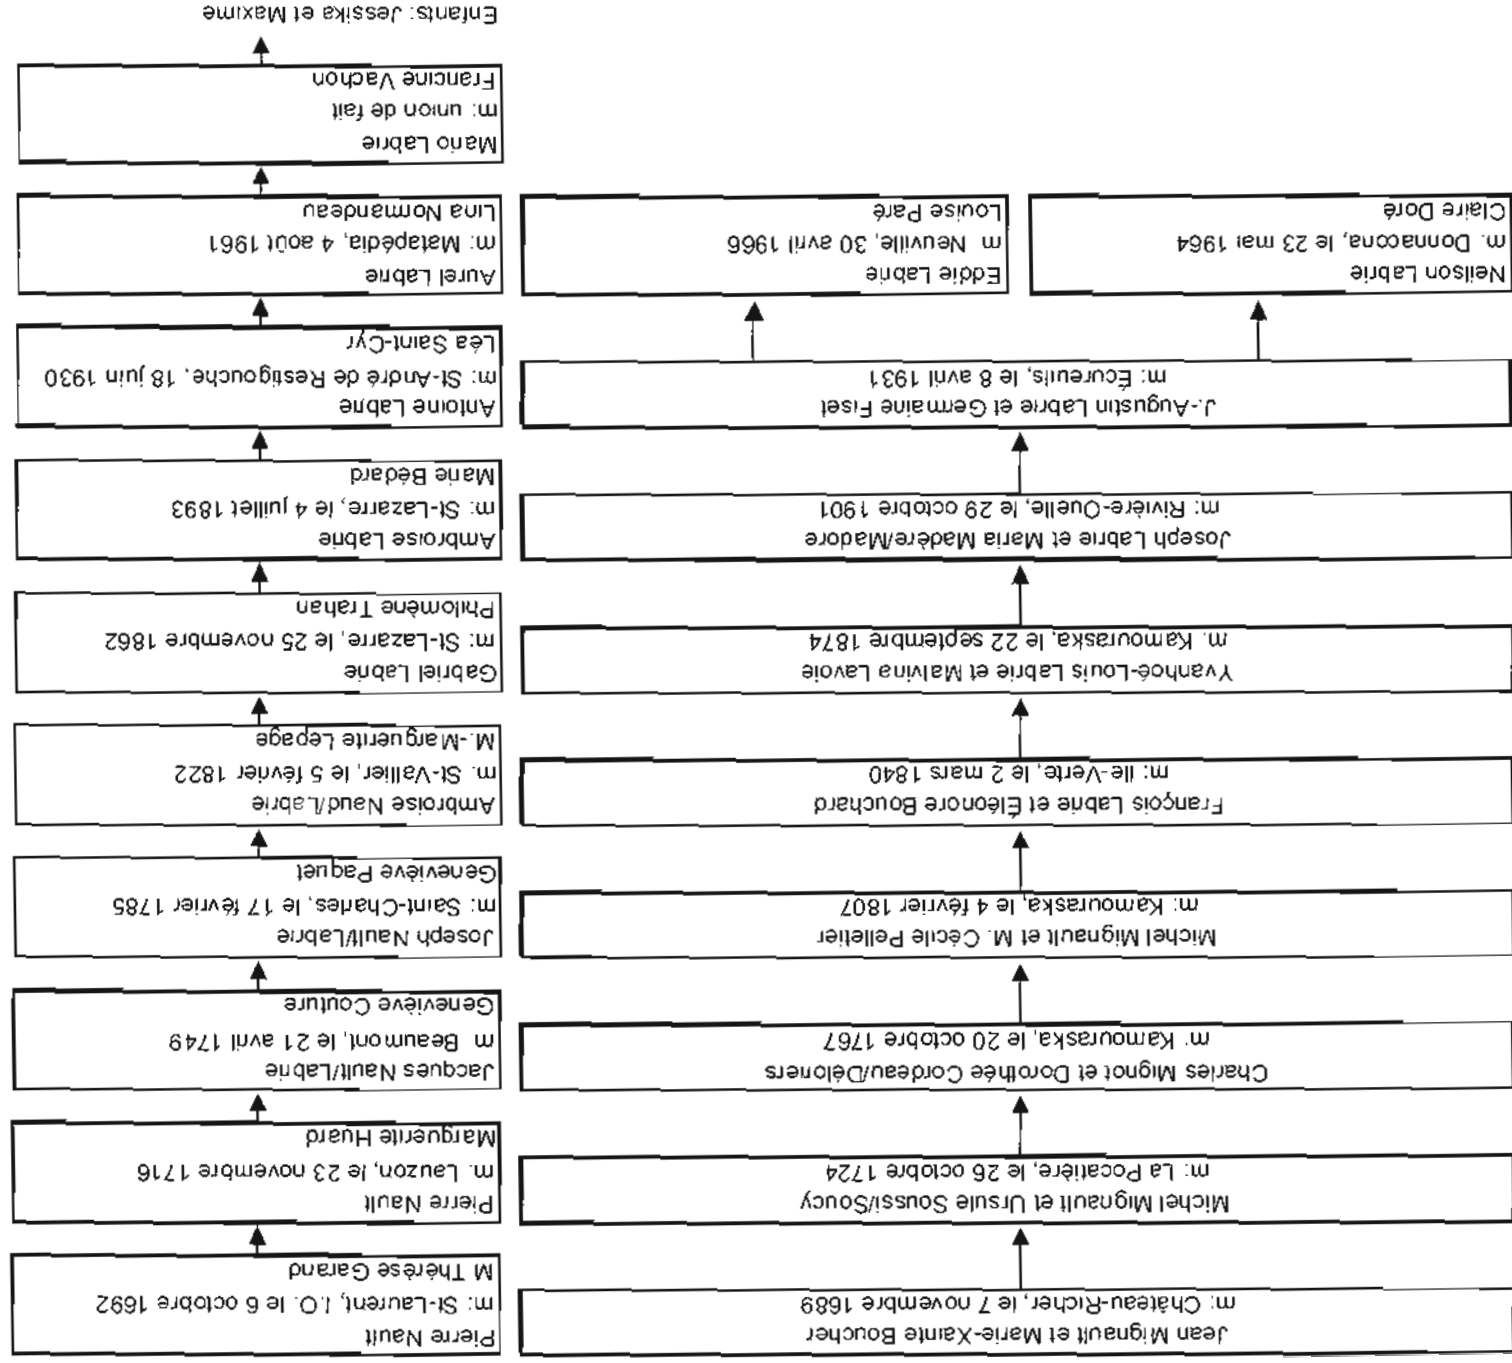 Jean Mignault et Marie-Xainte Boucher
m: Château-Richer, le 7 novembre 1689
Michel Mignault et Ursule Soussi/Soucy
m: La Pocatière, le 26 octobre 1724
Charles Mignot et Dorothée Cordeau/Déloners
m: Kamouraska, le 20 octobre 1767
Michel Mignault et M. Cécile Pelletier
m: Kamouraska, le 4 février 1807
François Labrie et Éléonore Bouchard
m: Ile-Verte, le 2 mars 1840
Yvanhoé-Louis Labrie et Malvina Lavoie
m. Kamouraska, le 22 septembre 1874
Joseph Labrie et Maria Madère/Madore
m: Rivière-Ouelle, le 29 octobre 1901
J.-Augustin Labrie et Germaine Fiset
m: Écureuils, le 8 avril 1931
Neilson Labrie
m. Donnacona, le 23 mai 1964
Claire Doré
Eddie Labrie
m Neuville, 30 avril 1966
Louise Paré
Pierre Nault
m: St-Laurent, I.O. le 6 octobre 1692
M Thérèse Garand
Pierre Nault
m. Lauzon, le 23 novembre 1716
Marguerite Huard
Jacques Nault/Labrie
m Beaumont, le 21 avril 1749
Geneviève Couture
Joseph Nault/Labrie
m: Saint-Charles, le 17 février 1785
Geneviève Paquet
Ambroise Naud/Labrie
m. St-Vallier, le 5 février 1822
M.-Marguerite Lepage
Gabriel Labrie
m: St-Lazarre, le 25 novembre 1862
Philomène Trahan
Ambroise Labrie
m: St-Lazarre, le 4 juillet 1893
Marie Bédard
Antoine Labrie
m: St-André de Restigouche, 18 juin 1930
Léa Saint-Cyr
Aurel Labrie
m: Matapédia, 4 août 1961
Lina Normandeau
Mario Labrie
m: union de fait
Francine Vachon
Enfants: Jessika et Maxime